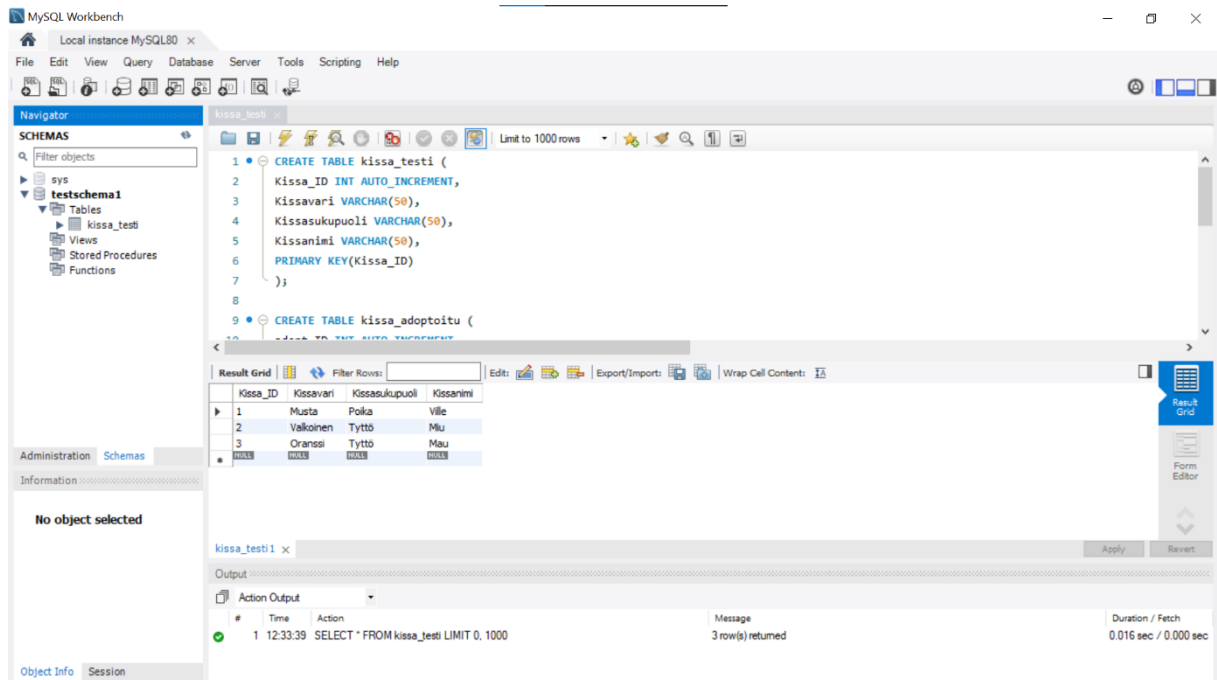 MySQL Workbench
Local instance MySQL80
File Edit View Query Database Server Tools Scripting Help
Navigator
SCHEMAS
Filter objects
sys
testschema1
Tables
kissa_testi
Views
Stored Procedures
Functions
Administration Schemas
Information
No object selected
Object Info Session
kissa_testi
Limit to 1000 rows
1 CREATE TABLE kissa_testi (
2 Kissa_ID INT AUTO_INCREMENT,
3 Kissavari VARCHAR(50),
4 Kissasukupuoli VARCHAR(50),
5 Kissanimi VARCHAR(50),
6 PRIMARY KEY(Kissa_ID)
7 );
8
9 CREATE TABLE kissa_adoptoitu (
10 adopt_ID INT AUTO_INCREMENT
Result Grid Filter Rows: Edit: Export/Import: Wrap Cell Content:
Kissa_ID Kissavari Kissasukupuoli Kissanimi
1 Musta Poika Ville
2 Valkoinen Tyttö Miu
3 Oranssi Tyttö Mau
NULL NULL NULL NULL
Result
Grid
Form
Editor
kissa_testi1
Apply Revert
Output
Action Output
# Time Action Message Duration / Fetch
1 12:33:39 SELECT * FROM kissa_testi LIMIT 0, 1000 3 row(s) returned 0.016 sec / 0.000 sec